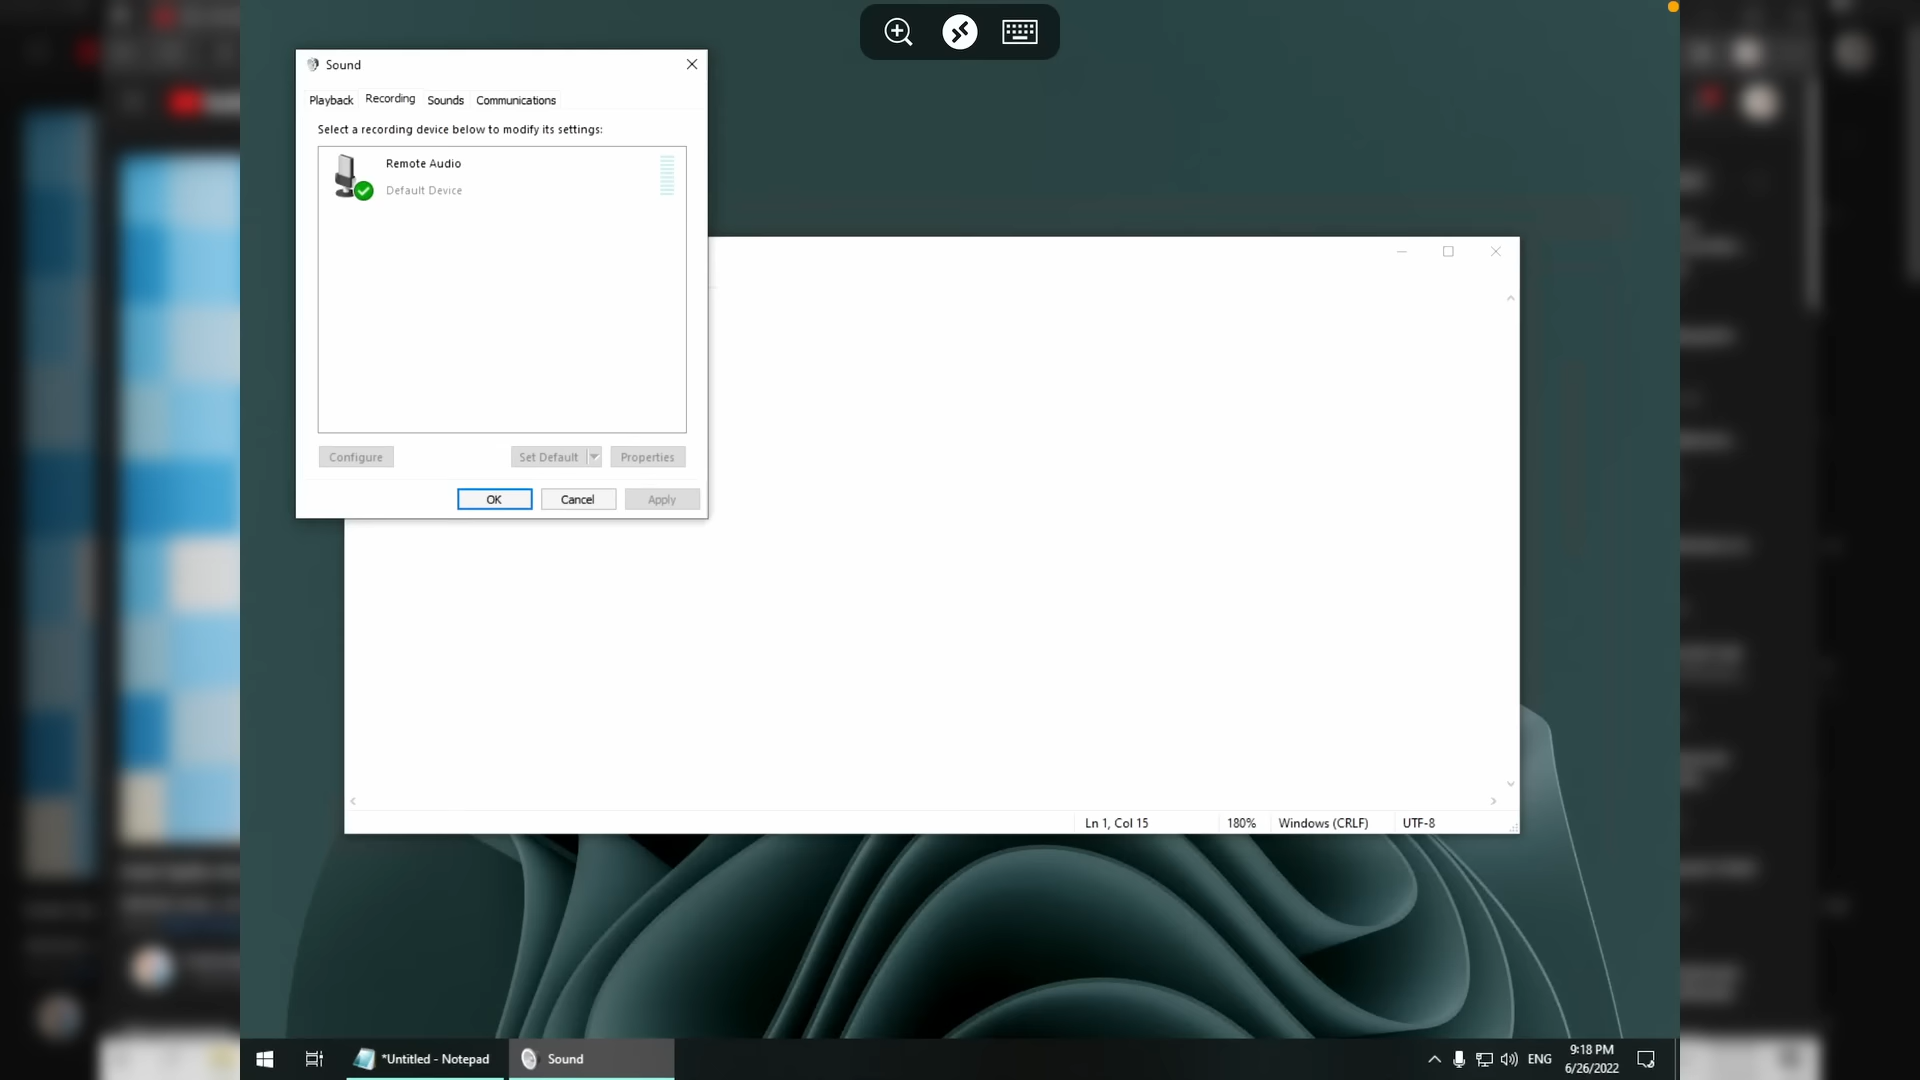 Sound
Playback
Recording
Sounds
Communications
Select a recording device below to modify its settings:
Remote Audio
Default Device
Configure
Set Default
Properties
OK
Cancel
Apply
Ln 1, Col 15
180%
Windows (CRLF)
UTF-8
*Untitled - Notepad
Sound
ENG
9:18 PM
6/26/2022